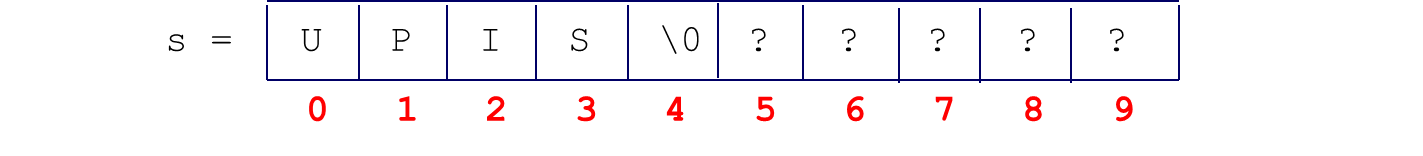 s = U P I S \0 ? ? ? ? ?
0 1 2 3 4 5 6 7 8 9